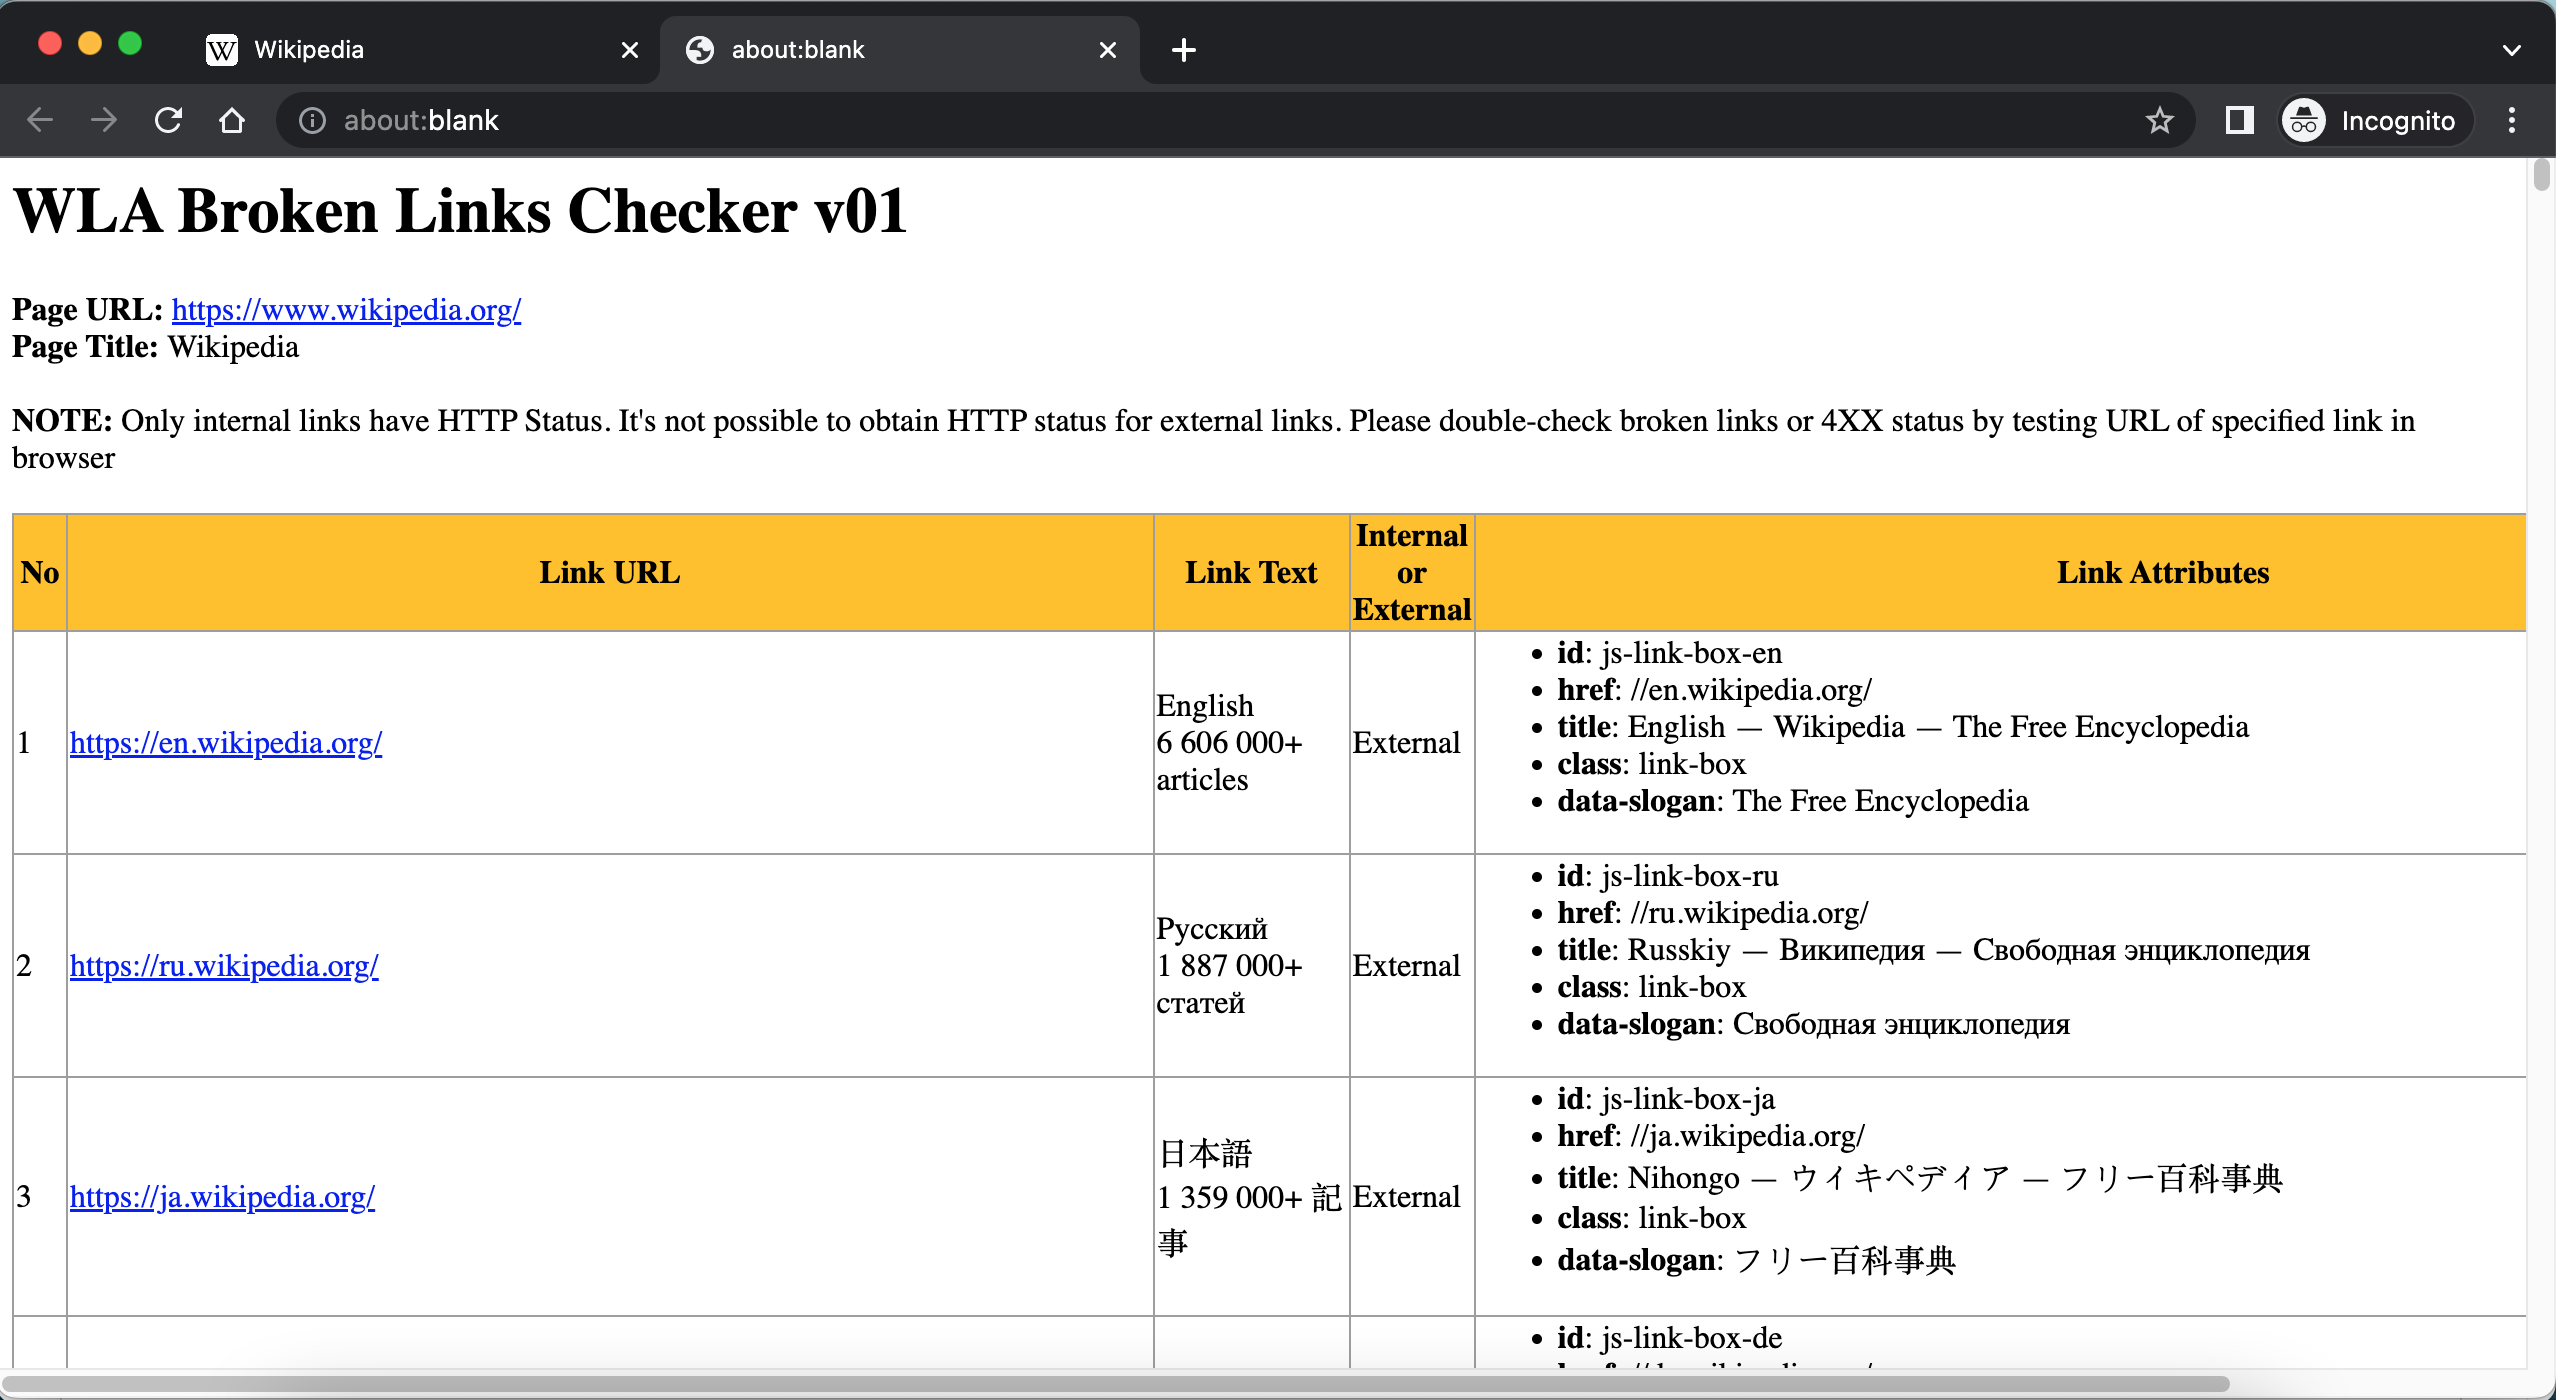 Wikipedia
about:blank
about:blank
Incognito
WLA Broken Links Checker v01
Page URL: https://www.wikipedia.org/
Page Title: Wikipedia
NOTE: Only internal links have HTTP Status. It's not possible to obtain HTTP status for external links. Please double-check broken links or 4XX status by testing URL of specified link in
browser
No
Link URL
Link Text
Internal
or
External
Link Attributes
1
https://en.wikipedia.org/
English
6 606 000+
articles
External
id: js-link-box-en
href: //en.wikipedia.org/
title: English — Wikipedia — The Free Encyclopedia
class: link-box
data-slogan: The Free Encyclopedia
2
https://ru.wikipedia.org/
Русский
1 887 000+
статей
External
id: js-link-box-ru
href: //ru.wikipedia.org/
title: Russkiy — Википедия — Свободная энциклопедия
class: link-box
data-slogan: Свободная энциклопедия
3
https://ja.wikipedia.org/
日本語
1 359 000+ 記
事
External
id: js-link-box-ja
href: //ja.wikipedia.org/
title: Nihongo — ウィキペディア — フリー百科事典
class: link-box
data-slogan: フリー百科事典
id: js-link-box-de